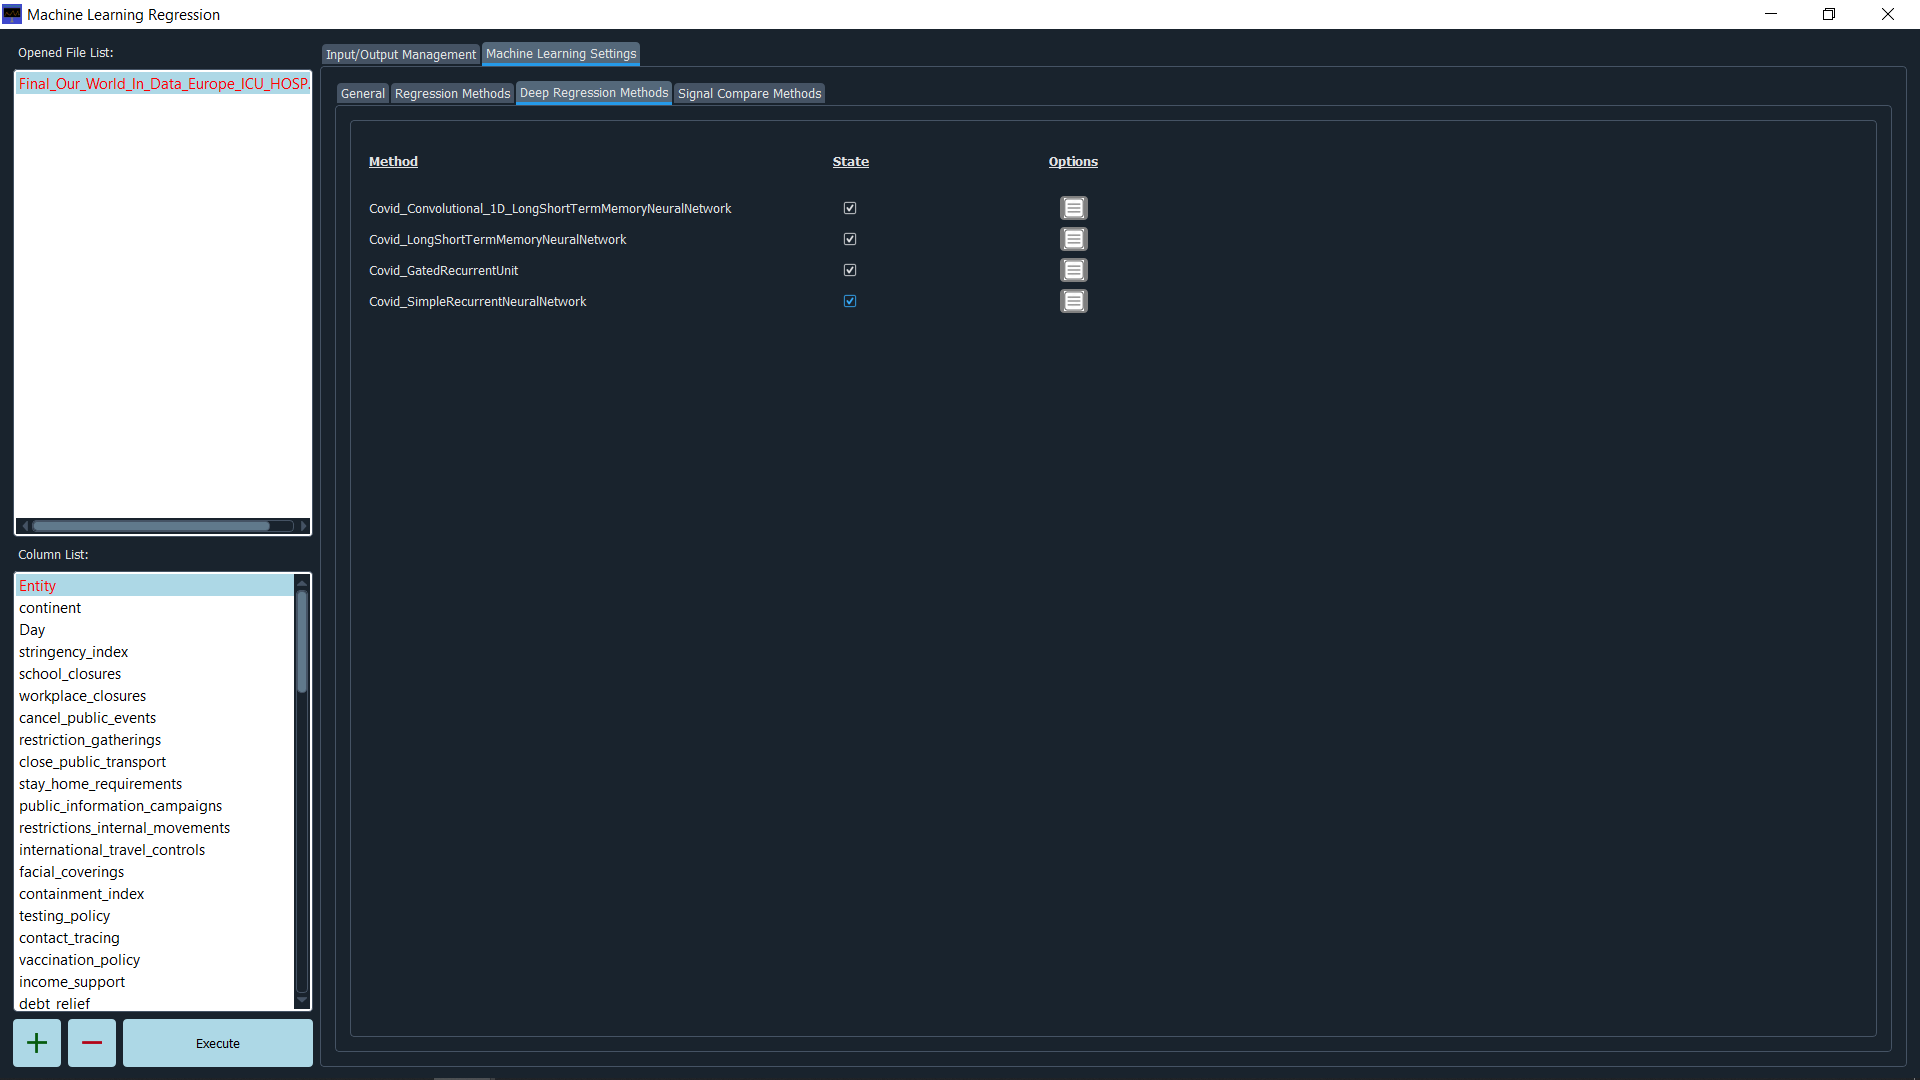 Machine Learning Regression
Opened File List:
Final_Our_World_In_Data_Europe_ICU_HOSP.
Column List:
Entity
continent
Day
stringency_index
school_closures
workplace_closures
cancel_public_events
restriction_gatherings
close_public_transport
stay_home_requirements
public_information_campaigns
restrictions_internal_movements
international_travel_controls
facial_coverings
containment_index
testing_policy
contact_tracing
vaccination_policy
income_support
debt_relief
Execute
Input/Output Management Machine Learning Settings
General Regression Methods Deep Regression Methods Signal Compare Methods
Method State Options
Covid_Convolutional_1D_LongShortTermMemoryNeuralNetwork
Covid_LongShortTermMemoryNeuralNetwork
Covid_GatedRecurrentUnit
Covid_SimpleRecurrentNeuralNetwork